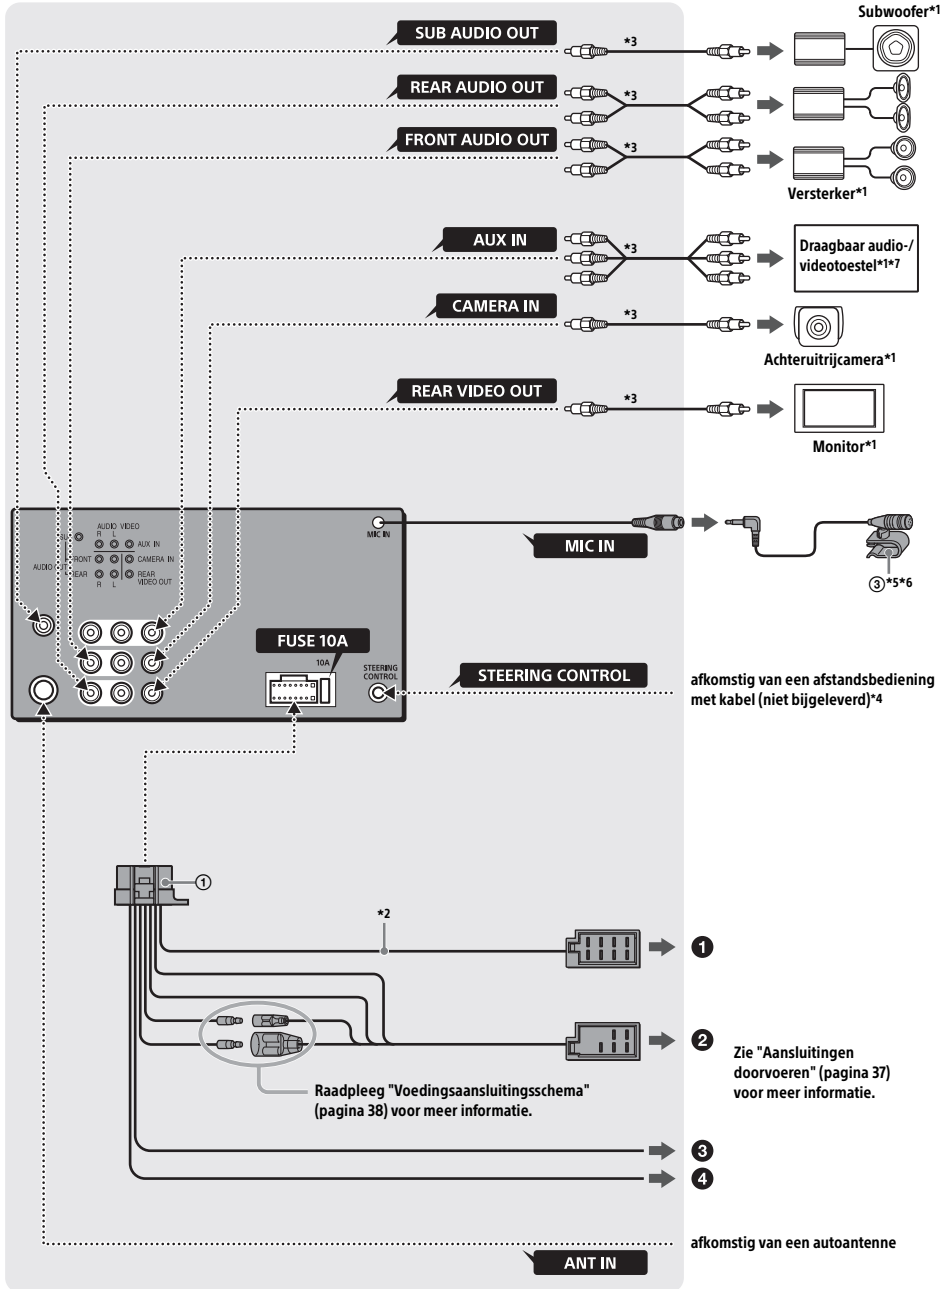 Subwoofer*1
SUB AUDIO OUT
*3
REAR AUDIO OUT
*3
FRONT AUDIO OUT
*3
Versterker*1
AUX IN
*3
Draagbaar audio-/
videotoestel*1*7
CAMERA IN
*3
Achteruitrijcamera*1
REAR VIDEO OUT
*3
Monitor*1
AUDIO VIDEO
R L
SUB
AUX IN
FRONT
CAMERA IN
AUDIO OUT
REAR
REAR
VIDEO OUT
R L
MIC IN
MIC IN
③*5*6
FUSE 10A
10A
STEERING
CONTROL
STEERING CONTROL
afkomstig van een afstandsbediening
met kabel (niet bijgeleverd)*4
①
*2
❶
❷
Zie "Aansluitingen
doorvoeren" (pagina 37)
voor meer informatie.
Raadpleeg "Voedingsaansluitingsschema"
(pagina 38) voor meer informatie.
❸
❹
afkomstig van een autoantenne
ANT IN